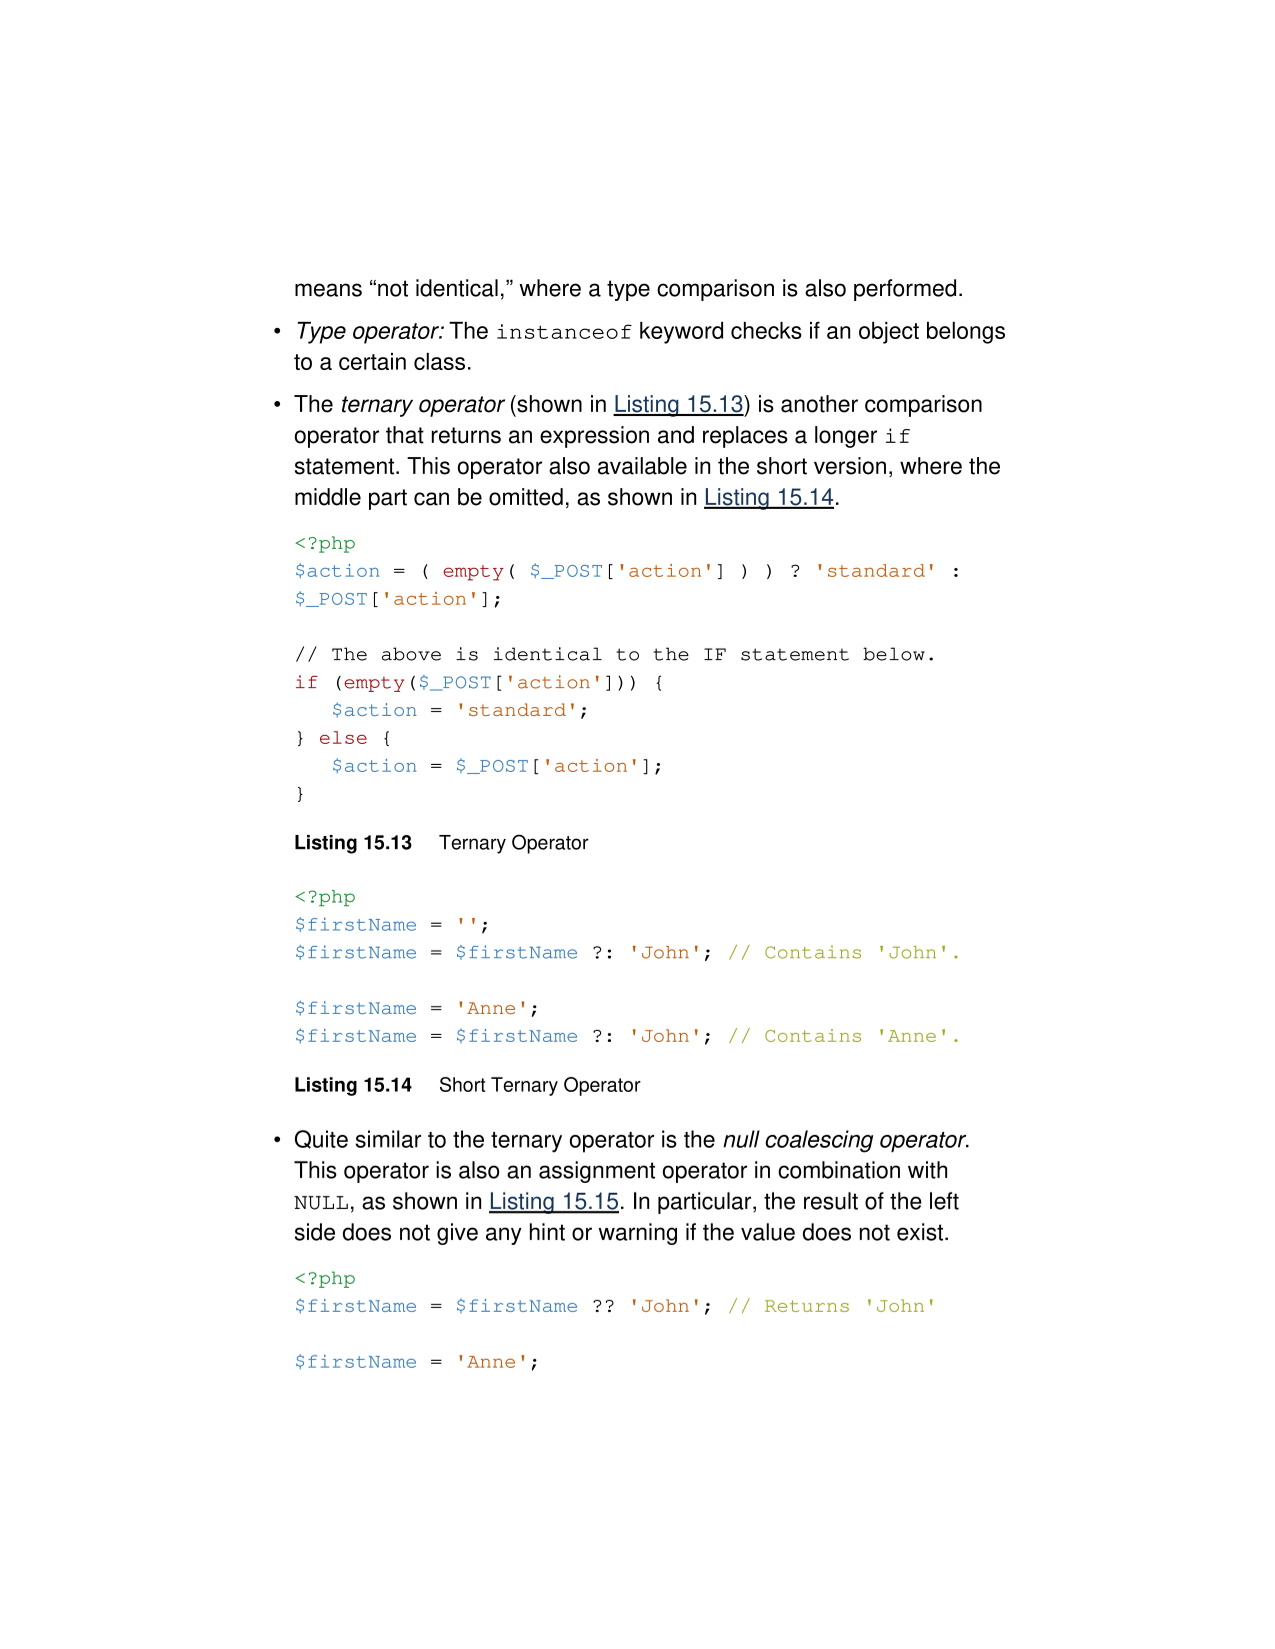 means “not identical,” where a type comparison is also performed.
• Type operator: The instanceof keyword checks if an object belongs
to a certain class.
• The ternary operator (shown in Listing 15.13) is another comparison
operator that returns an expression and replaces a longer if
statement. This operator also available in the short version, where the
middle part can be omitted, as shown in Listing 15.14.
<?php
$action = ( empty( $_POST['action'] ) ) ? 'standard' :
$_POST['action'];
// The above is identical to the IF statement below.
if (empty($_POST['action'])) {
   $action = 'standard';
} else {
   $action = $_POST['action'];
}
Listing 15.13 Ternary Operator
<?php
$firstName = '';
$firstName = $firstName ?: 'John'; // Contains 'John'.
$firstName = 'Anne';
$firstName = $firstName ?: 'John'; // Contains 'Anne'.
Listing 15.14 Short Ternary Operator
• Quite similar to the ternary operator is the null coalescing operator.
This operator is also an assignment operator in combination with
NULL, as shown in Listing 15.15. In particular, the result of the left
side does not give any hint or warning if the value does not exist.
<?php
$firstName = $firstName ?? 'John'; // Returns 'John'
$firstName = 'Anne';